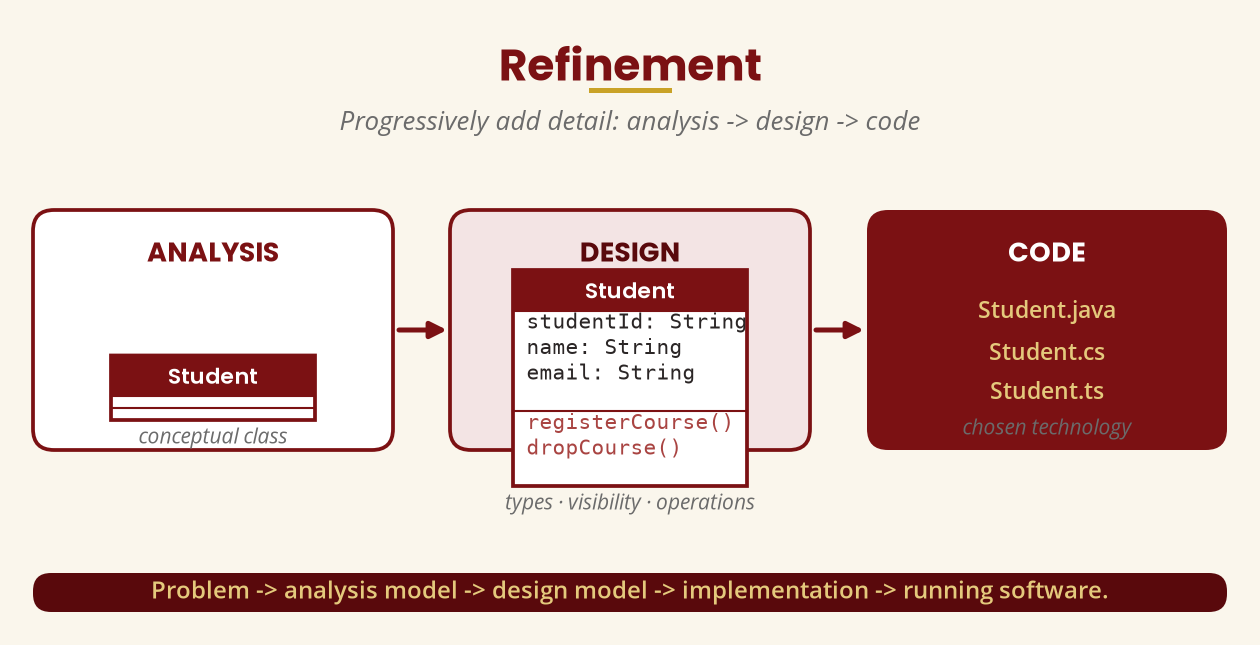 Refinement
Progressively add detail: analysis -> design -> code
ANALYSIS
Student
conceptual class
DESIGN
Student
studentId: String
name: String
email: String
registerCourse()
dropCourse()
types · visibility · operations
CODE
Student.java
Student.cs
Student.ts
chosen technology
Problem -> analysis model -> design model -> implementation -> running software.